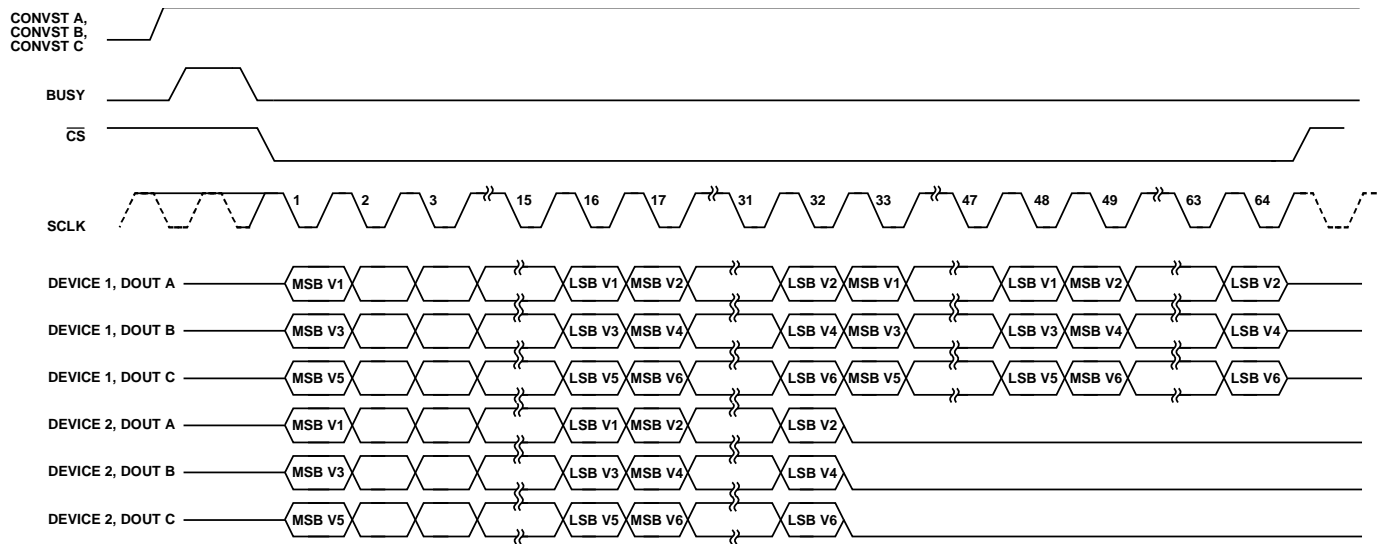 CONVST A,
CONVST B,
CONVST C
BUSY
CS
SCLK
1 2 3 15 16 17 31 32 33 47 48 49 63 64
DEVICE 1, DOUT A MSB V1 LSB V1 MSB V2 LSB V2 MSB V1 LSB V1 MSB V2 LSB V2
DEVICE 1, DOUT B MSB V3 LSB V3 MSB V4 LSB V4 MSB V3 LSB V3 MSB V4 LSB V4
DEVICE 1, DOUT C MSB V5 LSB V5 MSB V6 LSB V6 MSB V5 LSB V5 MSB V6 LSB V6
DEVICE 2, DOUT A MSB V1 LSB V1 MSB V2 LSB V2
DEVICE 2, DOUT B MSB V3 LSB V3 MSB V4 LSB V4
DEVICE 2, DOUT C MSB V5 LSB V5 MSB V6 LSB V6